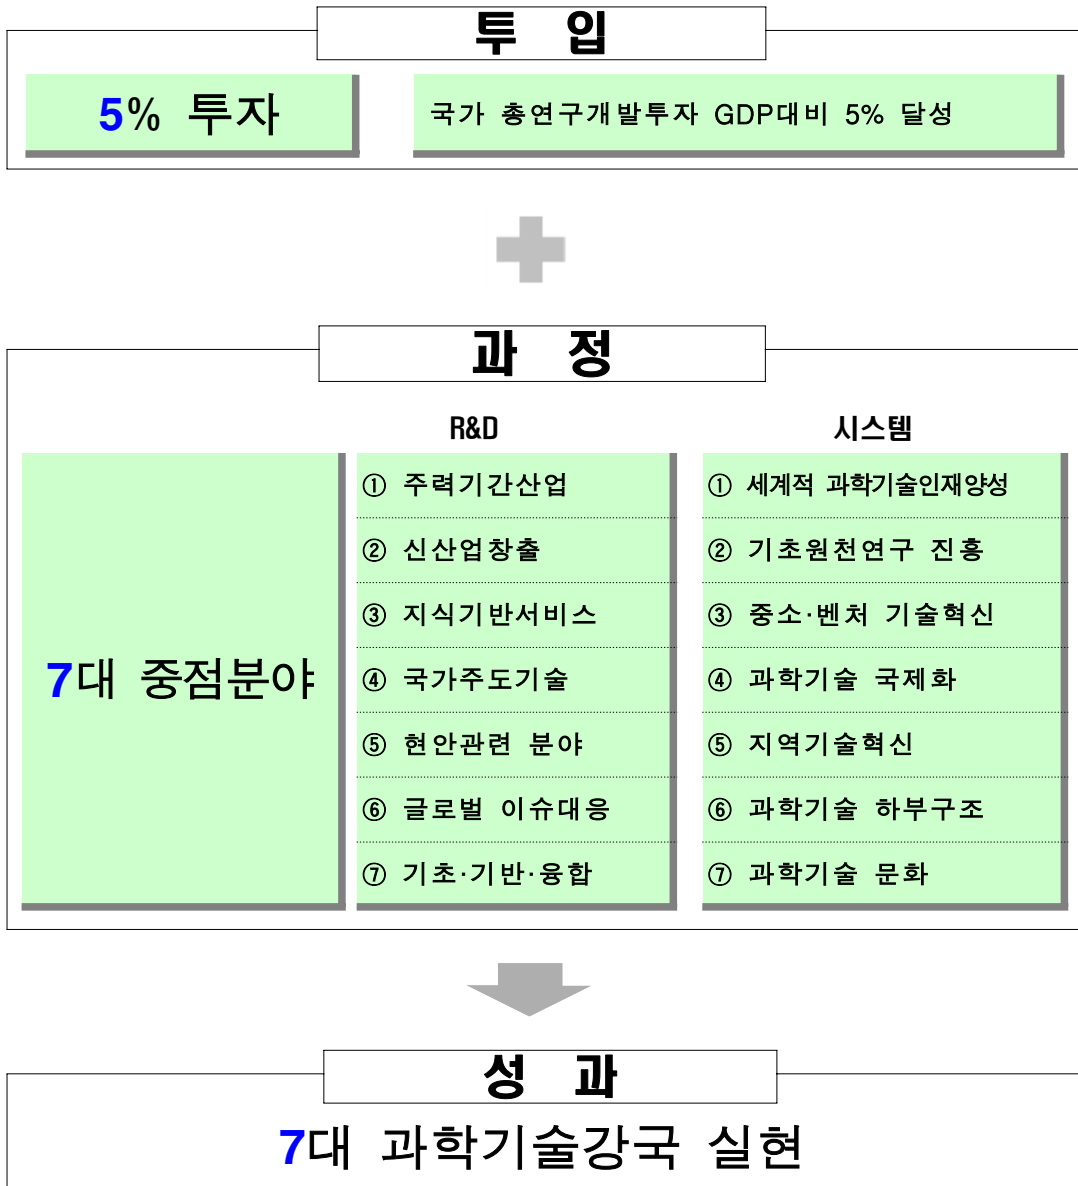 투 입
5% 투자
국가 총연구개발투자 GDP대비 5% 달성
과 정
R&D
시스템
7대 중점분야
① 주력기간산업
② 신산업창출
③ 지식기반서비스
④ 국가주도기술
⑤ 현안관련 분야
⑥ 글로벌 이슈대응
⑦ 기초·기반·융합
① 세계적 과학기술인재양성
② 기초원천연구 진흥
③ 중소·벤처 기술혁신
④ 과학기술 국제화
⑤ 지역기술혁신
⑥ 과학기술 하부구조
⑦ 과학기술 문화
성 과
7대 과학기술강국 실현